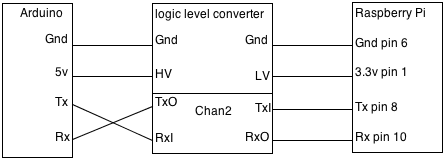 Arduino
Gnd
5v
Tx
Rx
logic level converter
Gnd Gnd
HV LV
TxO
Chan2
TxI
RxI RxO
Raspberry Pi
Gnd pin 6
3.3v pin 1
Tx pin 8
Rx pin 10